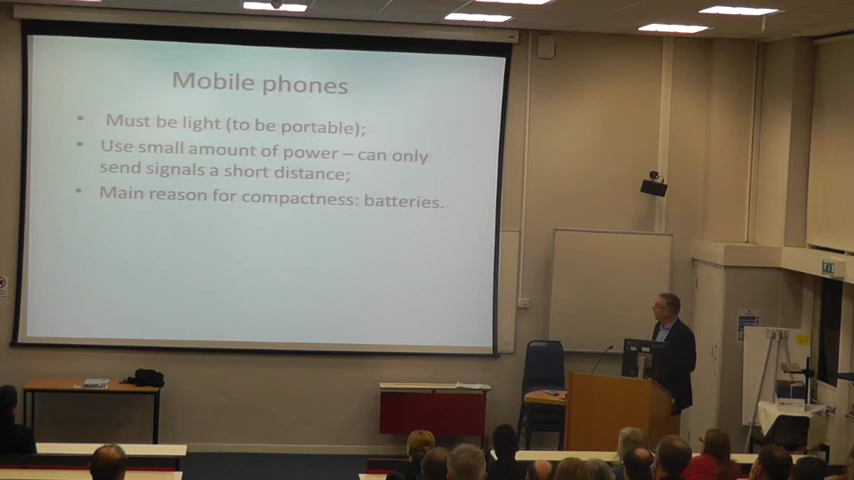 Mobile phones
• Must be light (to be portable);
• Use small amount of power – can only
send signals a short distance;
• Main reason for compactness: batteries.